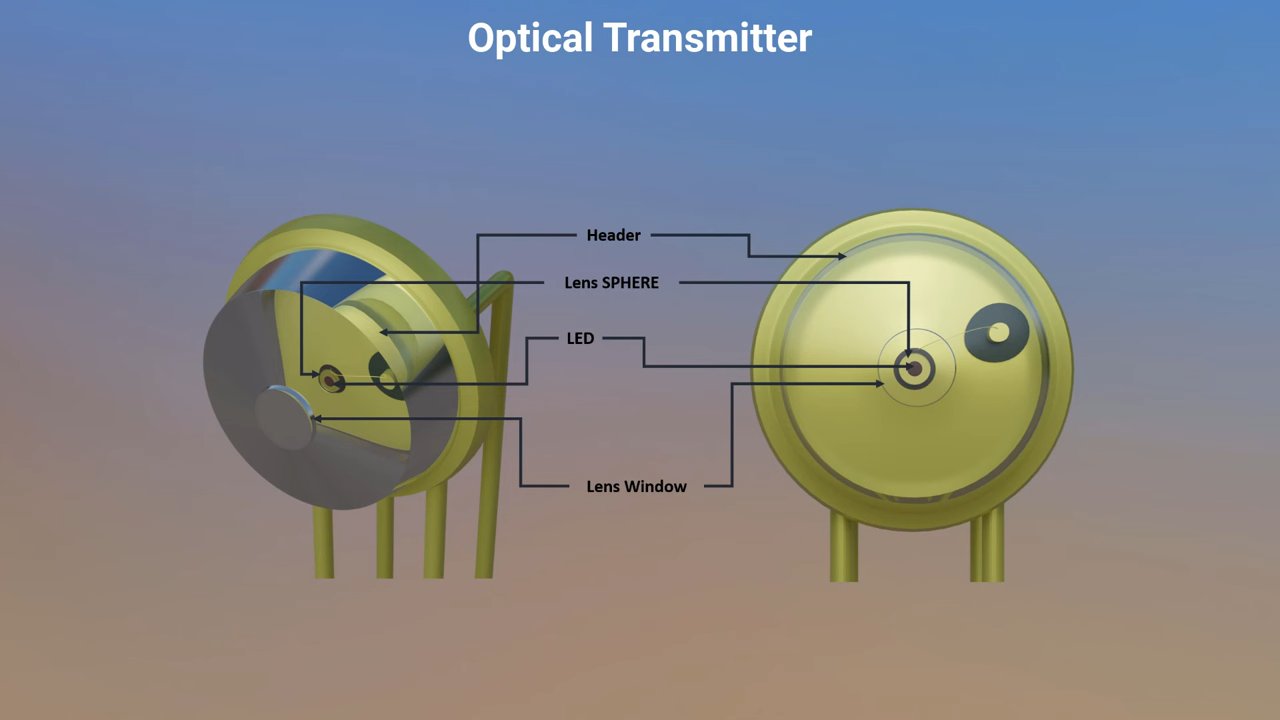 Optical Transmitter
Header
Lens SPHERE
LED
Lens Window